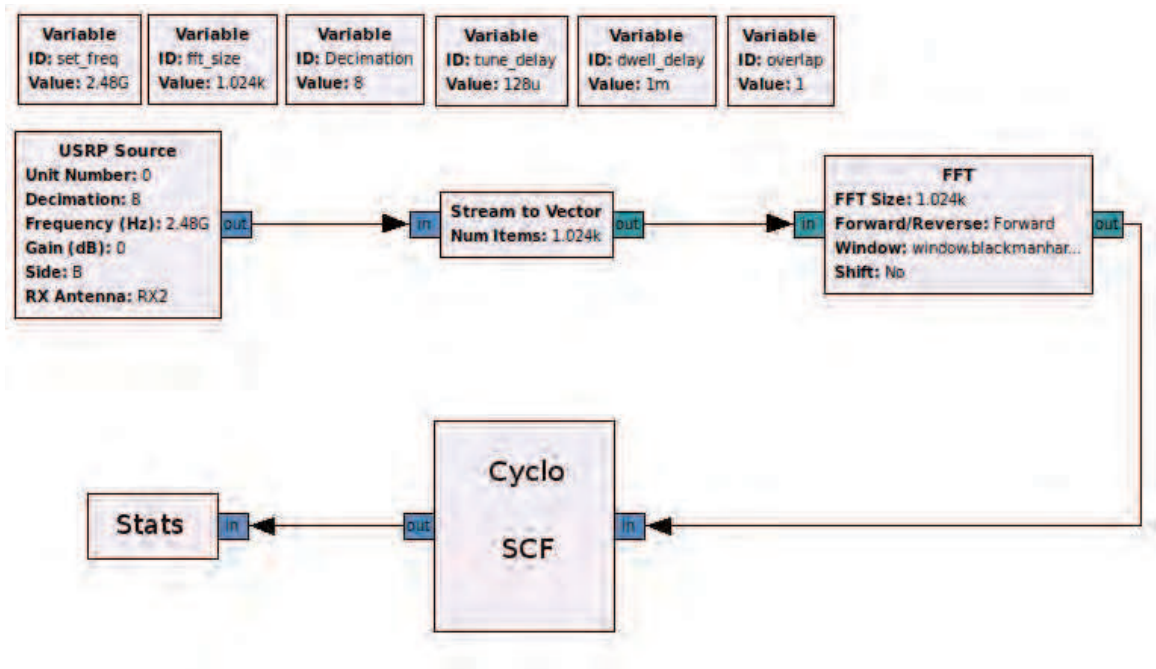 Variable
ID: set_freq
Value: 2.48G
Variable
ID: fft_size
Value: 1.024k
Variable
ID: Decimation
Value: 8
Variable
ID: tune_delay
Value: 128u
Variable
ID: dwell_delay
Value: 1m
Variable
ID: overlap
Value: 1
USRP Source
Unit Number: 0
Decimation: 8
Frequency (Hz): 2.48G
Gain (dB): 0
Side: B
RX Antenna: RX2
out
in
Stream to Vector
Num Items: 1.024k
out
in
FFT
FFT Size: 1.024k
Forward/Reverse: Forward
Window: window.blackmanhar...
Shift: No
out
Stats
in
out
Cyclo
SCF
in